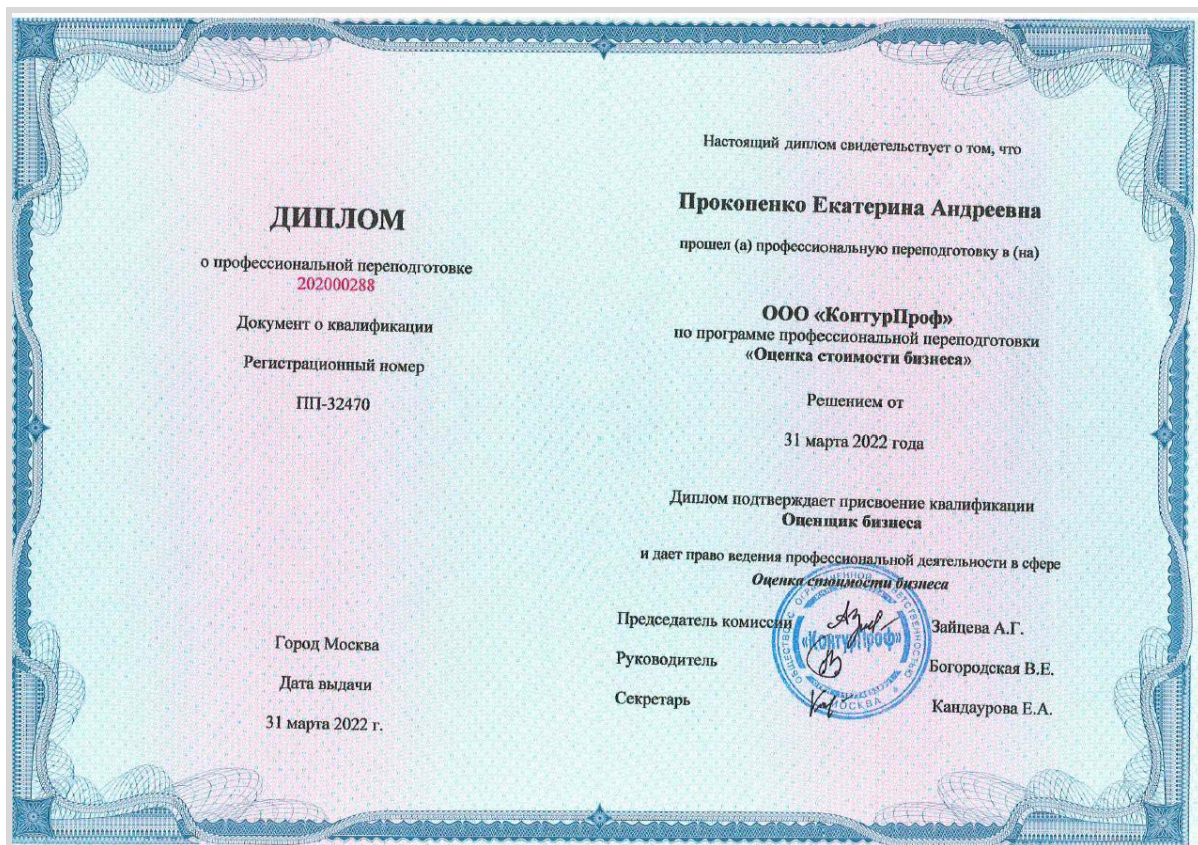 ДИПЛОМ
о профессиональной переподготовке
202000288
Документ о квалификации
Регистрационный номер
ПП-32470
Город Москва
Дата выдачи
31 марта 2022 г.
Настоящий диплом свидетельствует о том, что
Прокопенко Екатерина Андреевна
прошел (а) профессиональную переподготовку в (на)
ООО «КонтурПроф»
по программе профессиональной переподготовки
«Оценка стоимости бизнеса»
Решением от
31 марта 2022 года
Диплом подтверждает присвоение квалификации
Оценщик бизнеса
и дает право ведения профессиональной деятельности в сфере
Оценка стоимости бизнеса
Председатель комиссии Зайцева А.Г.
Руководитель Богородская В.Е.
Секретарь Кандаурова Е.А.
«КонтурПроф»
МОСКВА